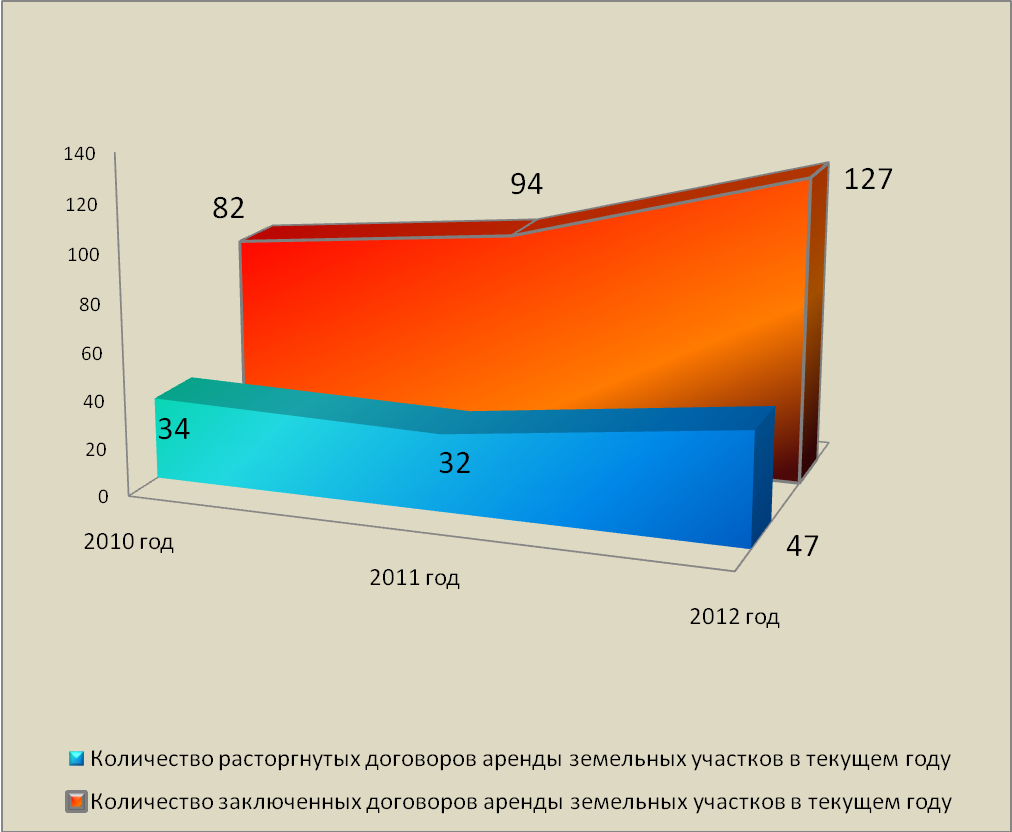 140
120
100
80
60
40
20
0
82
94
127
34
32
47
2010 год
2011 год
2012 год
Количество расторгнутых договоров аренды земельных участков в текущем году
Количество заключенных договоров аренды земельных участков в текущем году